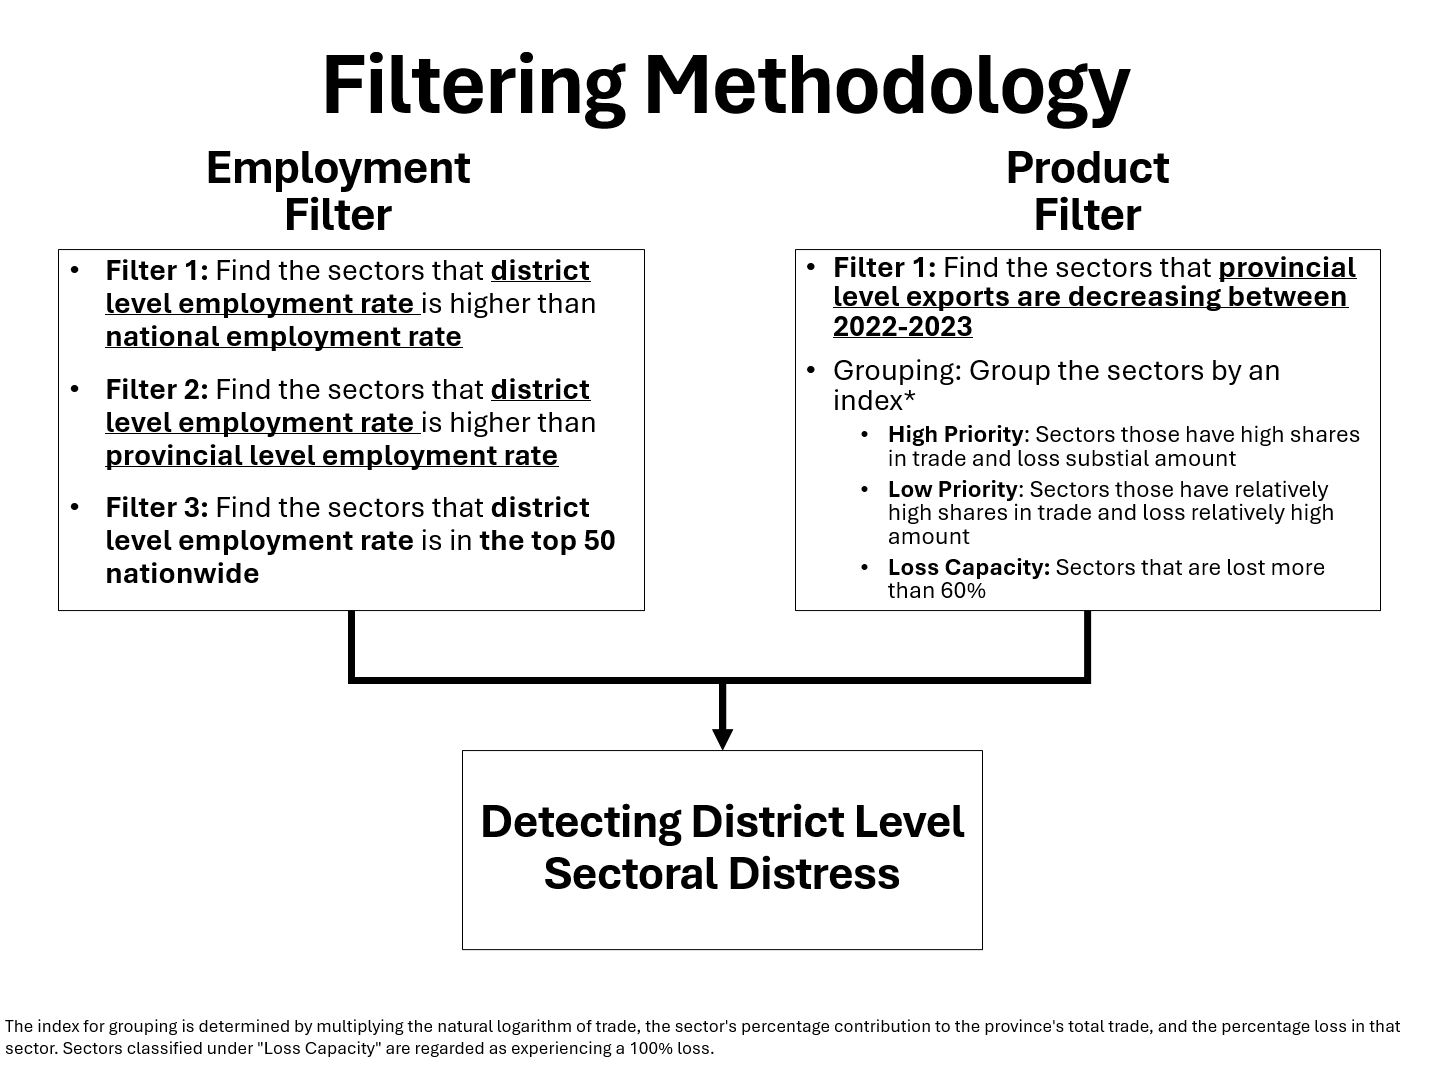 Filtering Methodology
Employment
Filter
• Filter 1: Find the sectors that district
level employment rate is higher than
national employment rate
• Filter 2: Find the sectors that district
level employment rate is higher than
provincial level employment rate
• Filter 3: Find the sectors that district
level employment rate is in the top 50
nationwide
Product
Filter
• Filter 1: Find the sectors that provincial
level exports are decreasing between
2022-2023
• Grouping: Group the sectors by an
index*
• High Priority: Sectors those have high shares
in trade and loss substial amount
• Low Priority: Sectors those have relatively
high shares in trade and loss relatively high
amount
• Loss Capacity: Sectors that are lost more
than 60%
Detecting District Level
Sectoral Distress
The index for grouping is determined by multiplying the natural logarithm of trade, the sector's percentage contribution to the province's total trade, and the percentage loss in that
sector. Sectors classified under "Loss Capacity" are regarded as experiencing a 100% loss.